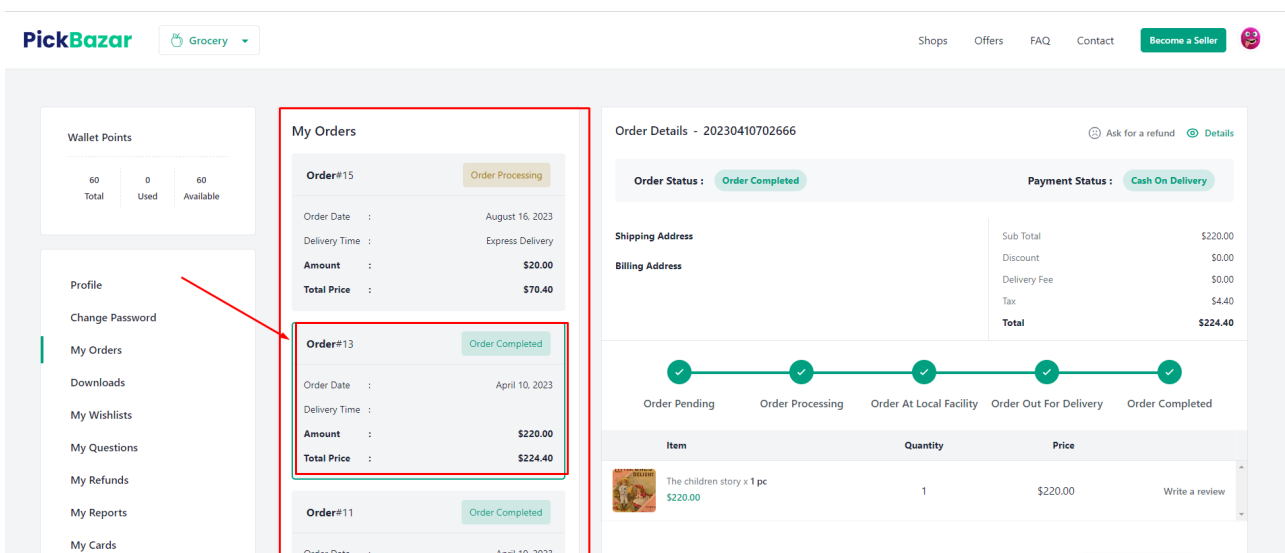 PickBazar
Grocery
Shops Offers FAQ Contact Become a Seller
Wallet Points
60 0 60
Total Used Available
Profile
Change Password
My Orders
Downloads
My Wishlists
My Questions
My Refunds
My Reports
My Cards
My Orders
Order#15 Order Processing
Order Date : August 16, 2023
Delivery Time : Express Delivery
Amount : $20.00
Total Price : $70.40
Order#13 Order Completed
Order Date : April 10, 2023
Delivery Time :
Amount : $220.00
Total Price : $224.40
Order#11 Order Completed
Order Date : April 10, 2023
Order Details - 20230410702666
Ask for a refund Details
Order Status : Order Completed
Payment Status : Cash On Delivery
Shipping Address
Billing Address
Sub Total $220.00
Discount $0.00
Delivery Fee $0.00
Tax $4.40
Total $224.40
Order Pending Order Processing Order At Local Facility Order Out For Delivery Order Completed
Item Quantity Price
The children story x 1 pc
$220.00
1 $220.00 Write a review
DELIGHT